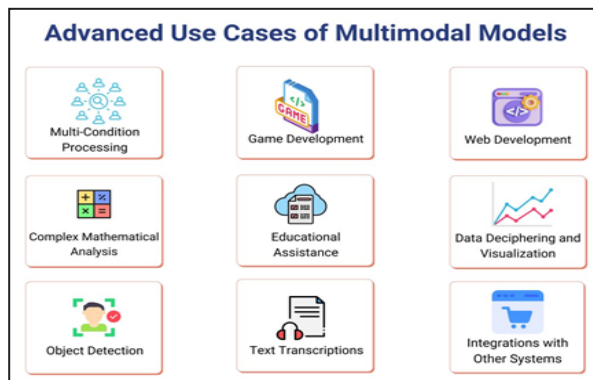 Advanced Use Cases of Multimodal Models
Multi-Condition
Processing
GAME
Game Development
</>
Web Development
Complex Mathematical
Analysis
Educational
Assistance
Data Deciphering and
Visualization
Object Detection
Text Transcriptions
Integrations with
Other Systems